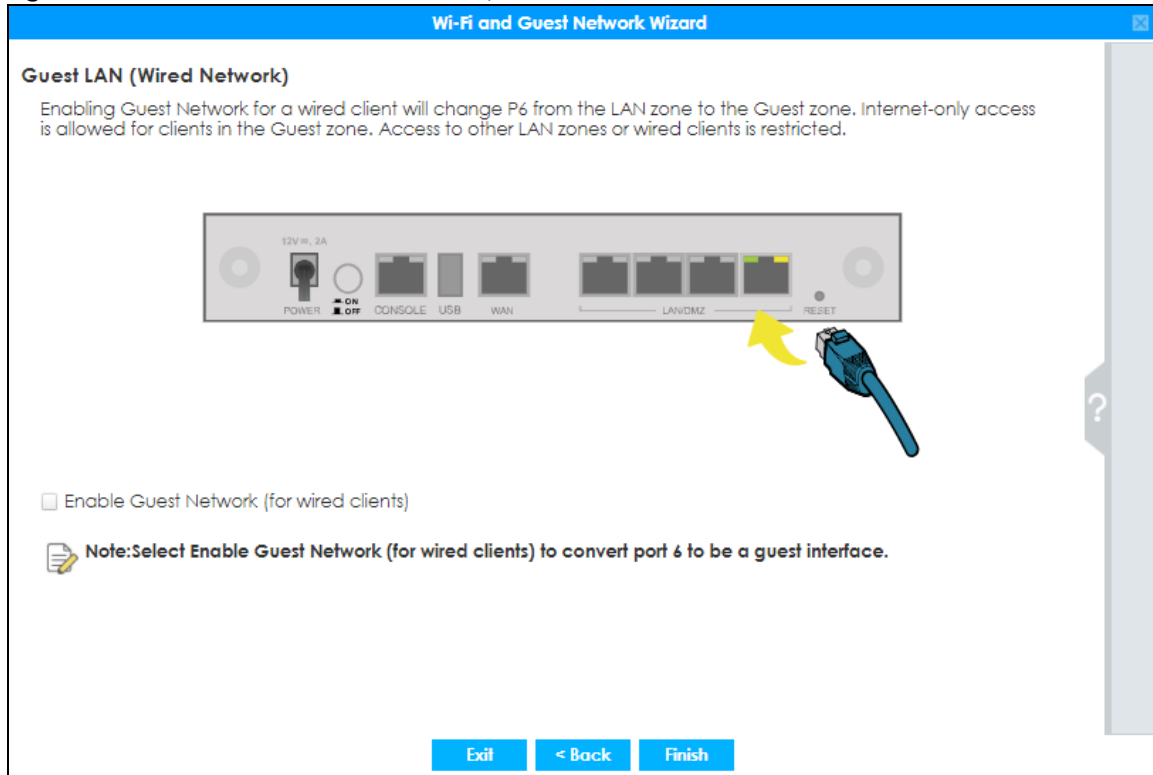 Wi-Fi and Guest Network Wizard
Guest LAN (Wired Network)
Enabling Guest Network for a wired client will change P6 from the LAN zone to the Guest zone. Internet-only access
is allowed for clients in the Guest zone. Access to other LAN zones or wired clients is restricted.
12V⎓, 2A
ON
OFF
POWER
CONSOLE
USB
WAN
LAN/DMZ
RESET
?
Enable Guest Network (for wired clients)
Note:Select Enable Guest Network (for wired clients) to convert port 6 to be a guest interface.
Exit
< Back
Finish